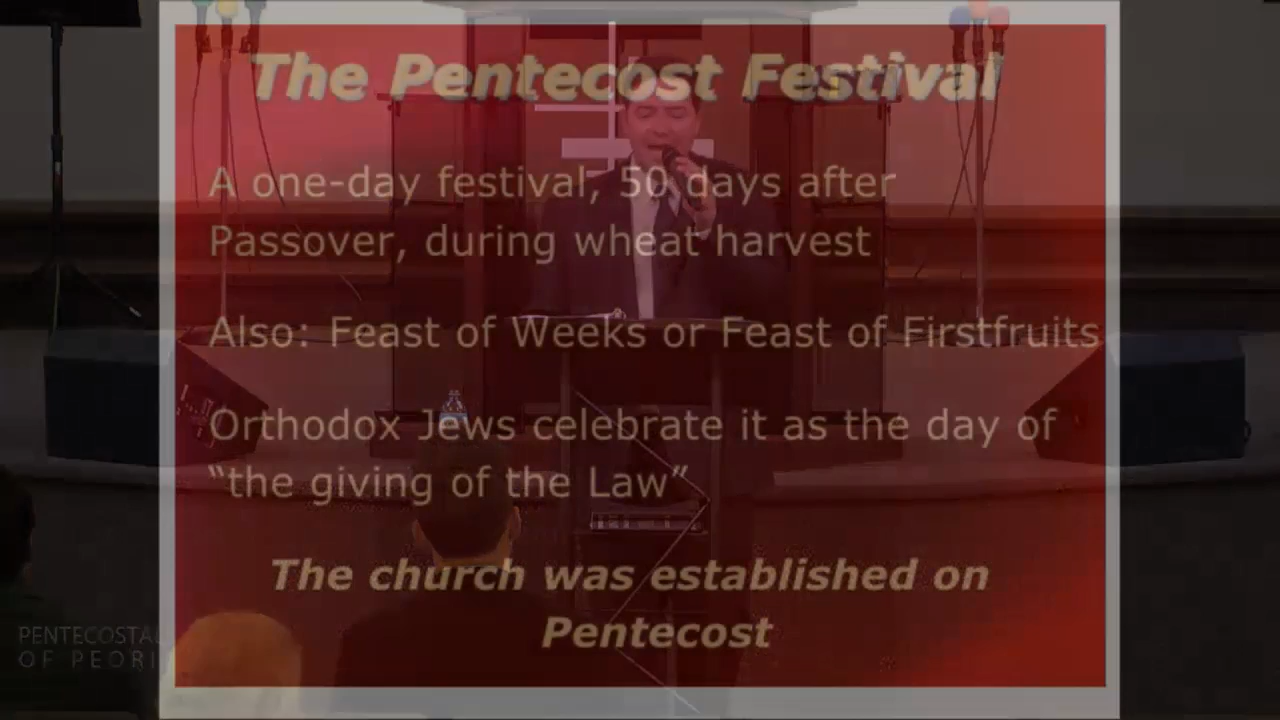 The Pentecost Festival
A one-day festival, 50 days after
Passover, during wheat harvest
Also: Feast of Weeks or Feast of Firstfruits
Orthodox Jews celebrate it as the day of
“the giving of the Law”
The church was established on
Pentecost
PENTECOSTAL
OF PEORI